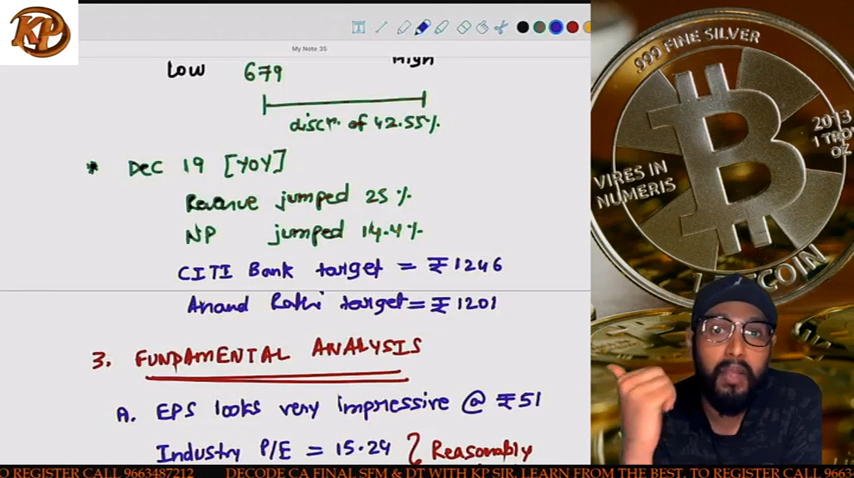 KP
My Note 35
Low 679 High
discn. of 42.55%
* Dec 19 [YOY]
Revenue jumped 25%
NP jumped 14.4%
CITI Bank target = ₹1246
Anand Rathi target = ₹1201
3. FUNDAMENTAL ANALYSIS
A. EPS looks very impressive @ ₹51
Industry P/E = 15.24 } Reasonably
.999 FINE SILVER
2013
1 TRO
OZ
VIRES IN
NUMERIS
COIN
O REGISTER CALL 9663487212 DECODE CA FINAL SFM & DT WITH KP SIR. LEARN FROM THE BEST. TO REGISTER CALL 9663